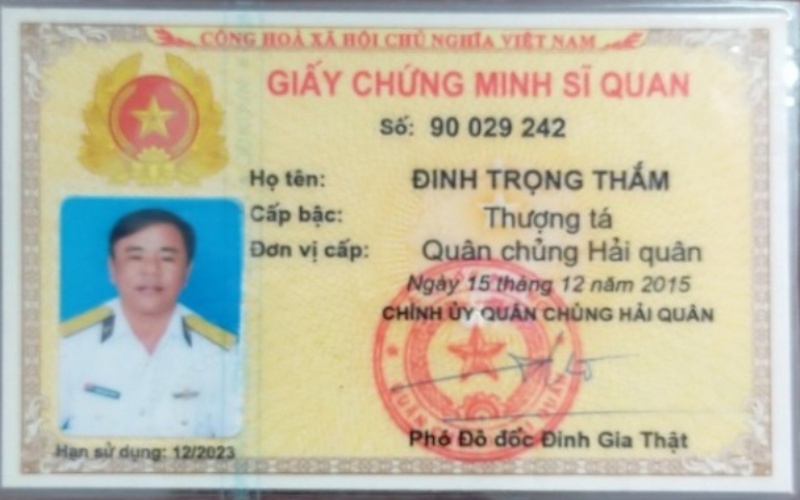 CỘNG HOÀ XÃ HỘI CHỦ NGHĨA VIỆT NAM
GIẤY CHỨNG MINH SĨ QUAN
Số: 90 029 242
Họ tên: ĐINH TRỌNG THẮM
Cấp bậc: Thượng tá
Đơn vị cấp: Quân chủng Hải quân
Ngày 15 tháng 12 năm 2015
CHÍNH ỦY QUÂN CHỦNG HẢI QUÂN
Phó Đô đốc Đinh Gia Thật
Hạn sử dụng: 12/2023